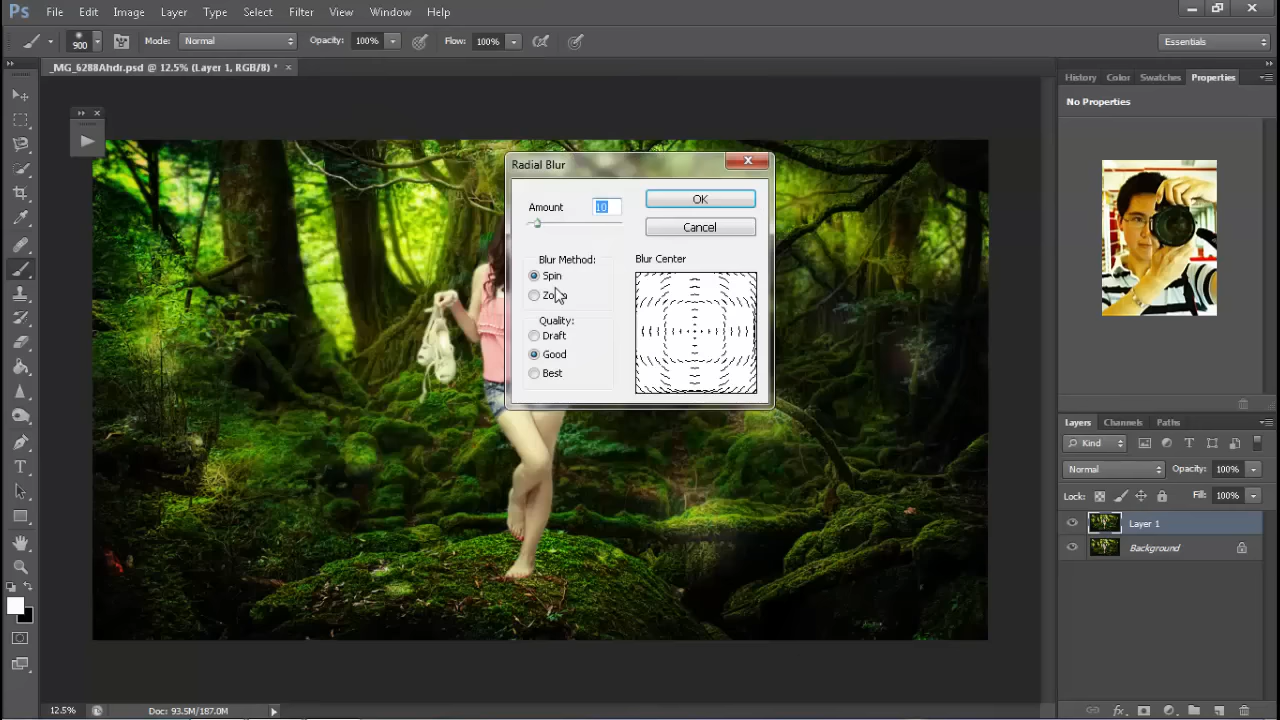 Ps File Edit Image Layer Type Select Filter View Window Help
900 Mode: Normal Opacity: 100% Flow: 100% Essentials
_MG_6288Ahdr.psd @ 12.5% (Layer 1, RGB/8) * ×
History Color Swatches Properties
No Properties
Radial Blur
Amount 10
OK
Cancel
Blur Method:
Spin
Zoom
Blur Center
Quality:
Draft
Good
Best
Layers Channels Paths
Kind
Normal Opacity: 100%
Lock: Fill: 100%
Layer 1
Background
12.5% Doc: 93.5M/187.0M